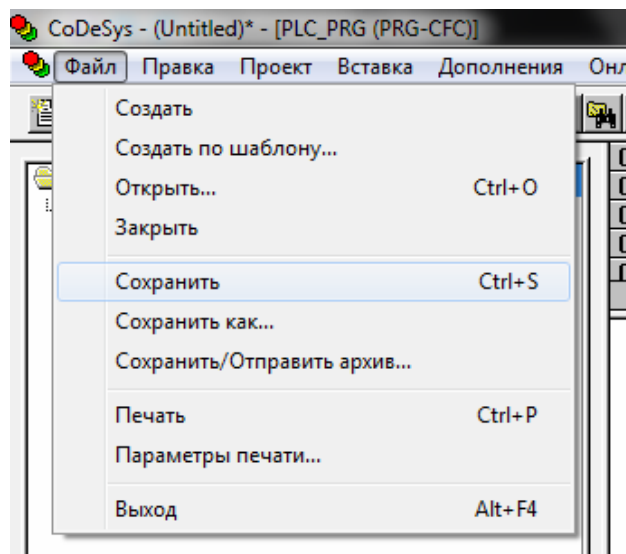 CoDeSys - (Untitled)* - [PLC_PRG (PRG-CFC)]
Файл Правка Проект Вставка Дополнения
Создать
Создать по шаблону...
Открыть... Ctrl+O
Закрыть
Сохранить Ctrl+S
Сохранить как...
Сохранить/Отправить архив...
Печать Ctrl+P
Параметры печати...
Выход Alt+F4